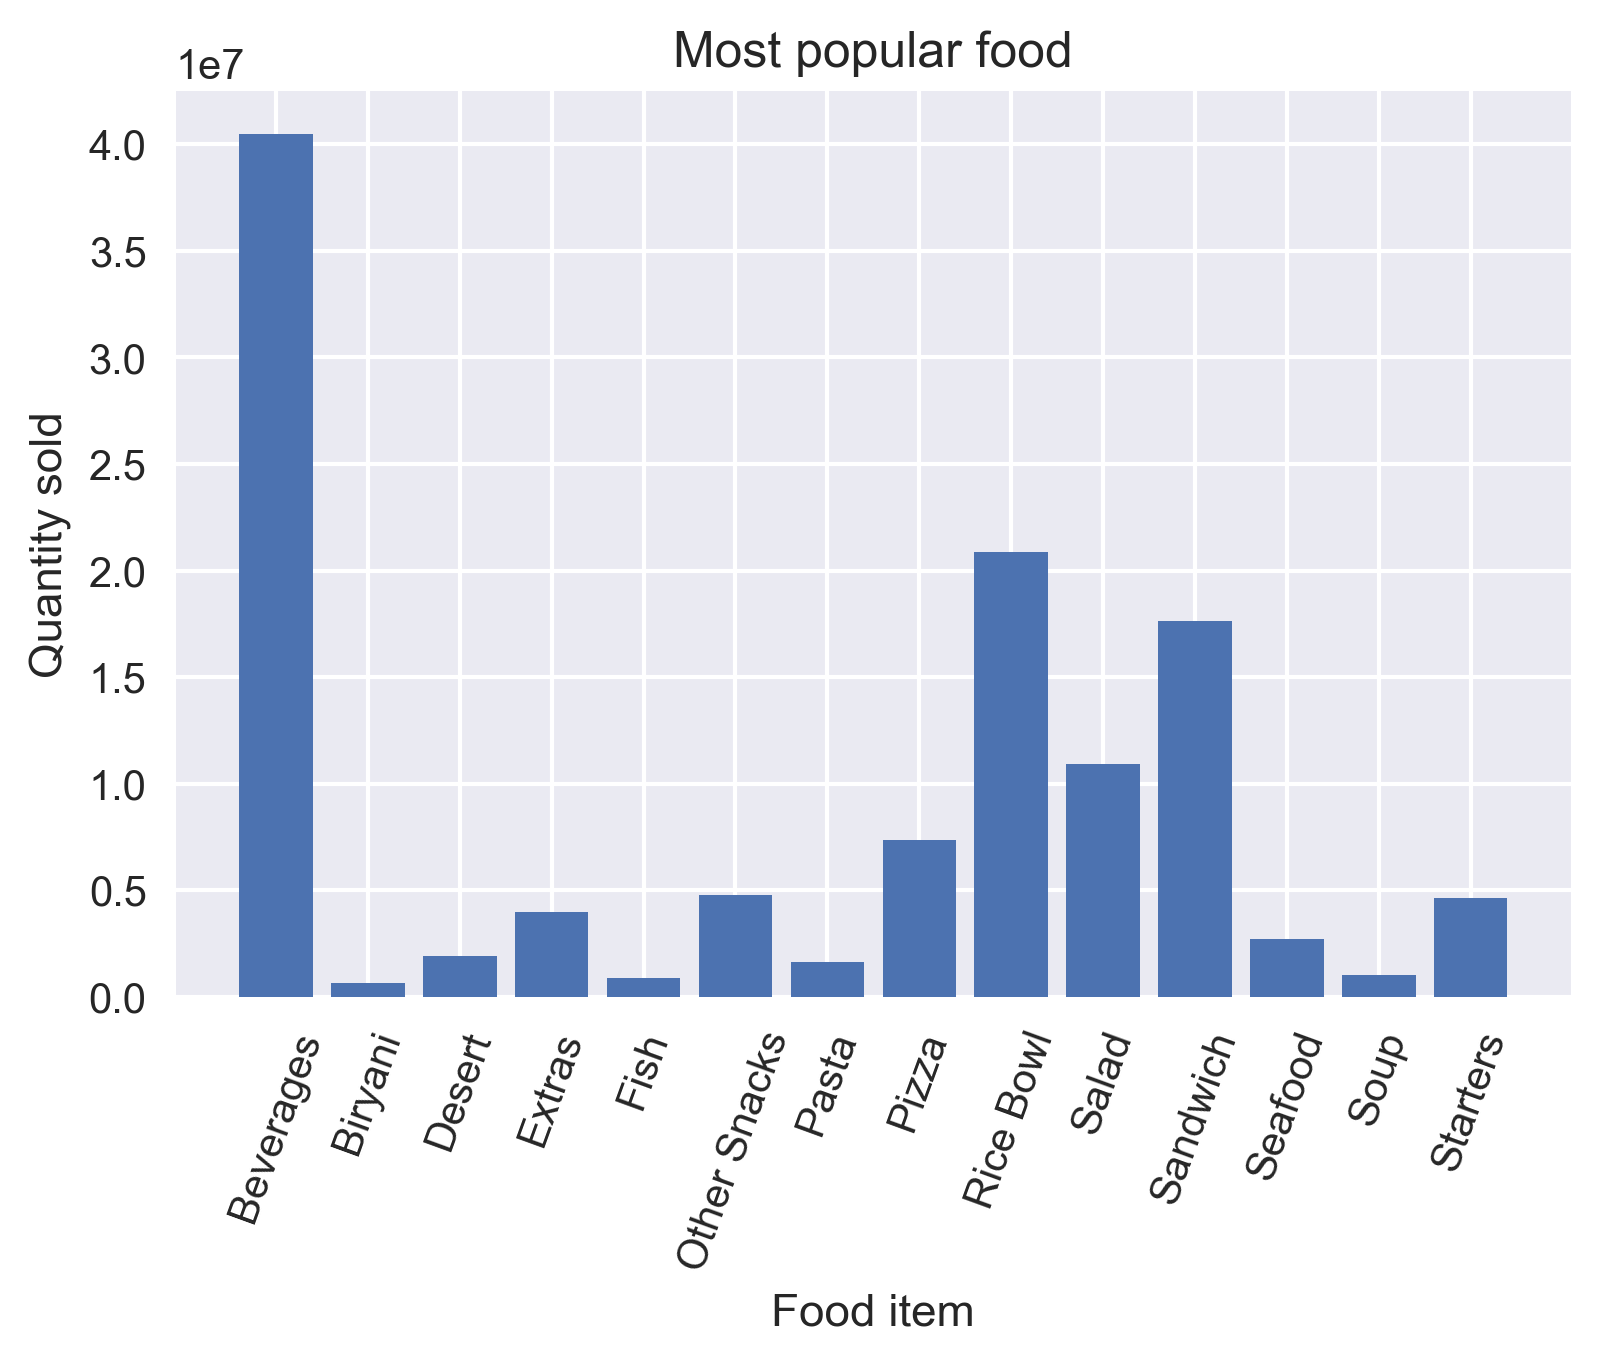 Most popular food
1e7
4.0
3.5
3.0
2.5
2.0
1.5
1.0
0.5
0.0
Quantity sold
Beverages
Biryani
Desert
Extras
Fish
Other Snacks
Pasta
Pizza
Rice Bowl
Salad
Sandwich
Seafood
Soup
Starters
Food item